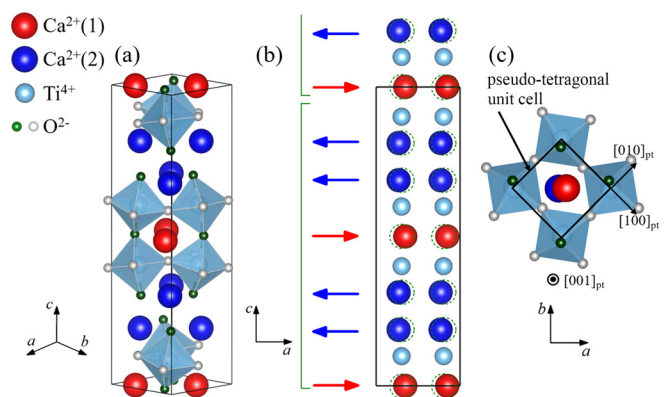 Ca²⁺(1)
Ca²⁺(2)
Ti⁴⁺
O²⁻
(a)
(b)
(c)
pseudo-tetragonal
unit cell
[010]pt
[100]pt
[001]pt
c
a
b
c
a
b
a